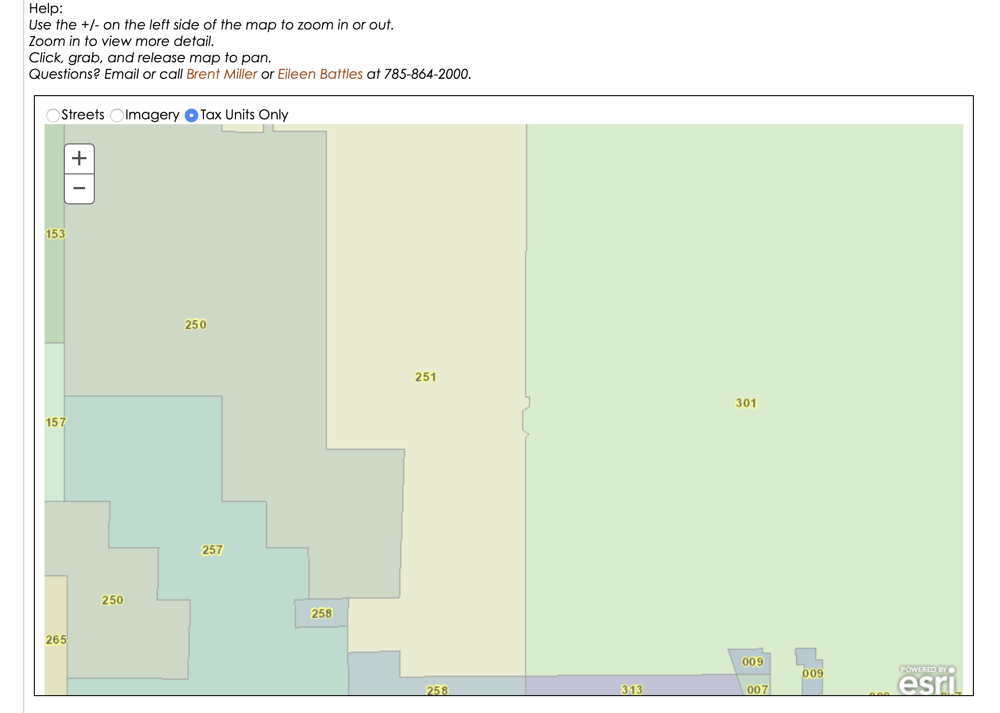 Help:
Use the +/- on the left side of the map to zoom in or out.
Zoom in to view more detail.
Click, grab, and release map to pan.
Questions? Email or call Brent Miller or Eileen Battles at 785-864-2000.
Streets Imagery Tax Units Only
+
−
153
250
251
301
157
257
250
258
265
009
009
258
313
007
POWERED BY
esri